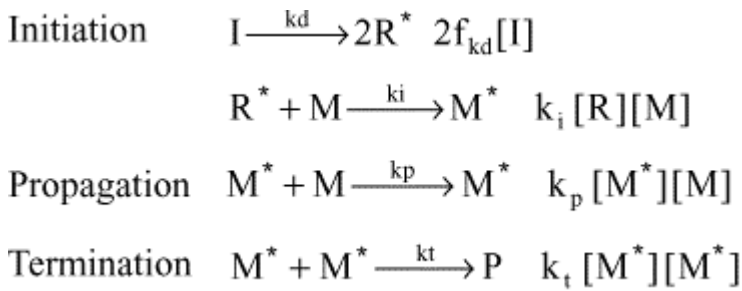 Initiation I —kd→ 2R* 2f_kd[I]
R* + M —ki→ M* k_i [R][M]
Propagation M* + M —kp→ M* k_p [M*][M]
Termination M* + M* —kt→ P k_t [M*][M*]